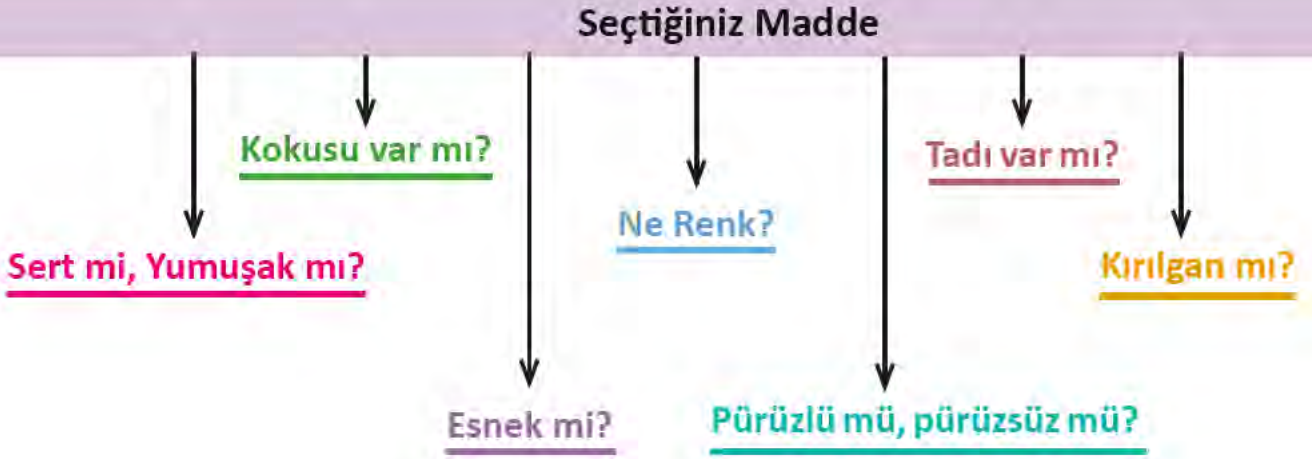 Seçtiğiniz Madde
Kokusu var mı?
Tadı var mı?
Ne Renk?
Sert mi, Yumuşak mı?
Kırılgan mı?
Esnek mi?
Pürüzlü mü, pürüzsüz mü?